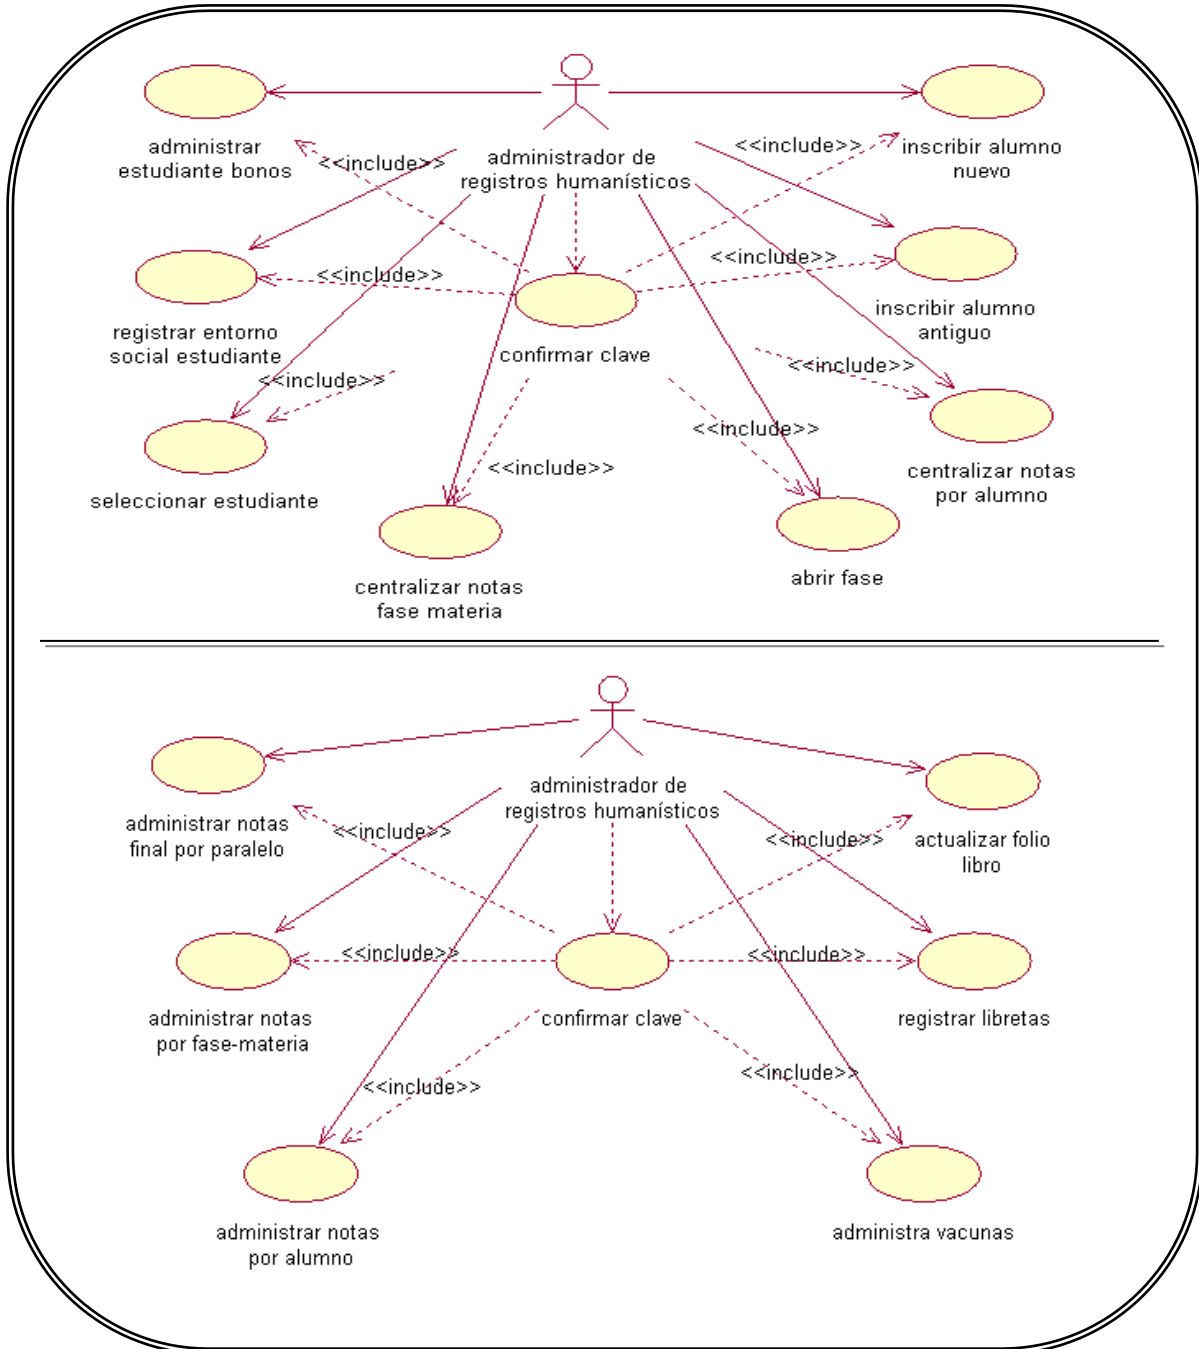 administrar
estudiante bonos
<<include>>
administrador de
registros humanísticos
<<include>>
inscribir alumno
nuevo
registrar entorno
social estudiante
<<include>>
confirmar clave
<<include>>
inscribir alumno
antiguo
<<include>>
seleccionar estudiante
<<include>>
centralizar notas
fase materia
<<include>>
abrir fase
<<include>>
centralizar notas
por alumno
administrar notas
final por paralelo
<<include>>
administrador de
registros humanísticos
<<include>>
actualizar folio
libro
administrar notas
por fase-materia
<<include>>
confirmar clave
<<include>>
registrar libretas
<<include>>
<<include>>
administrar notas
por alumno
administra vacunas